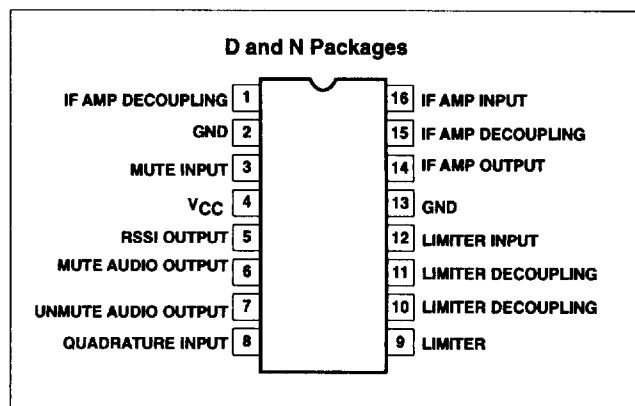 D and N Packages
IF AMP DECOUPLING 1
GND 2
MUTE INPUT 3
VCC 4
RSSI OUTPUT 5
MUTE AUDIO OUTPUT 6
UNMUTE AUDIO OUTPUT 7
QUADRATURE INPUT 8
16 IF AMP INPUT
15 IF AMP DECOUPLING
14 IF AMP OUTPUT
13 GND
12 LIMITER INPUT
11 LIMITER DECOUPLING
10 LIMITER DECOUPLING
9 LIMITER